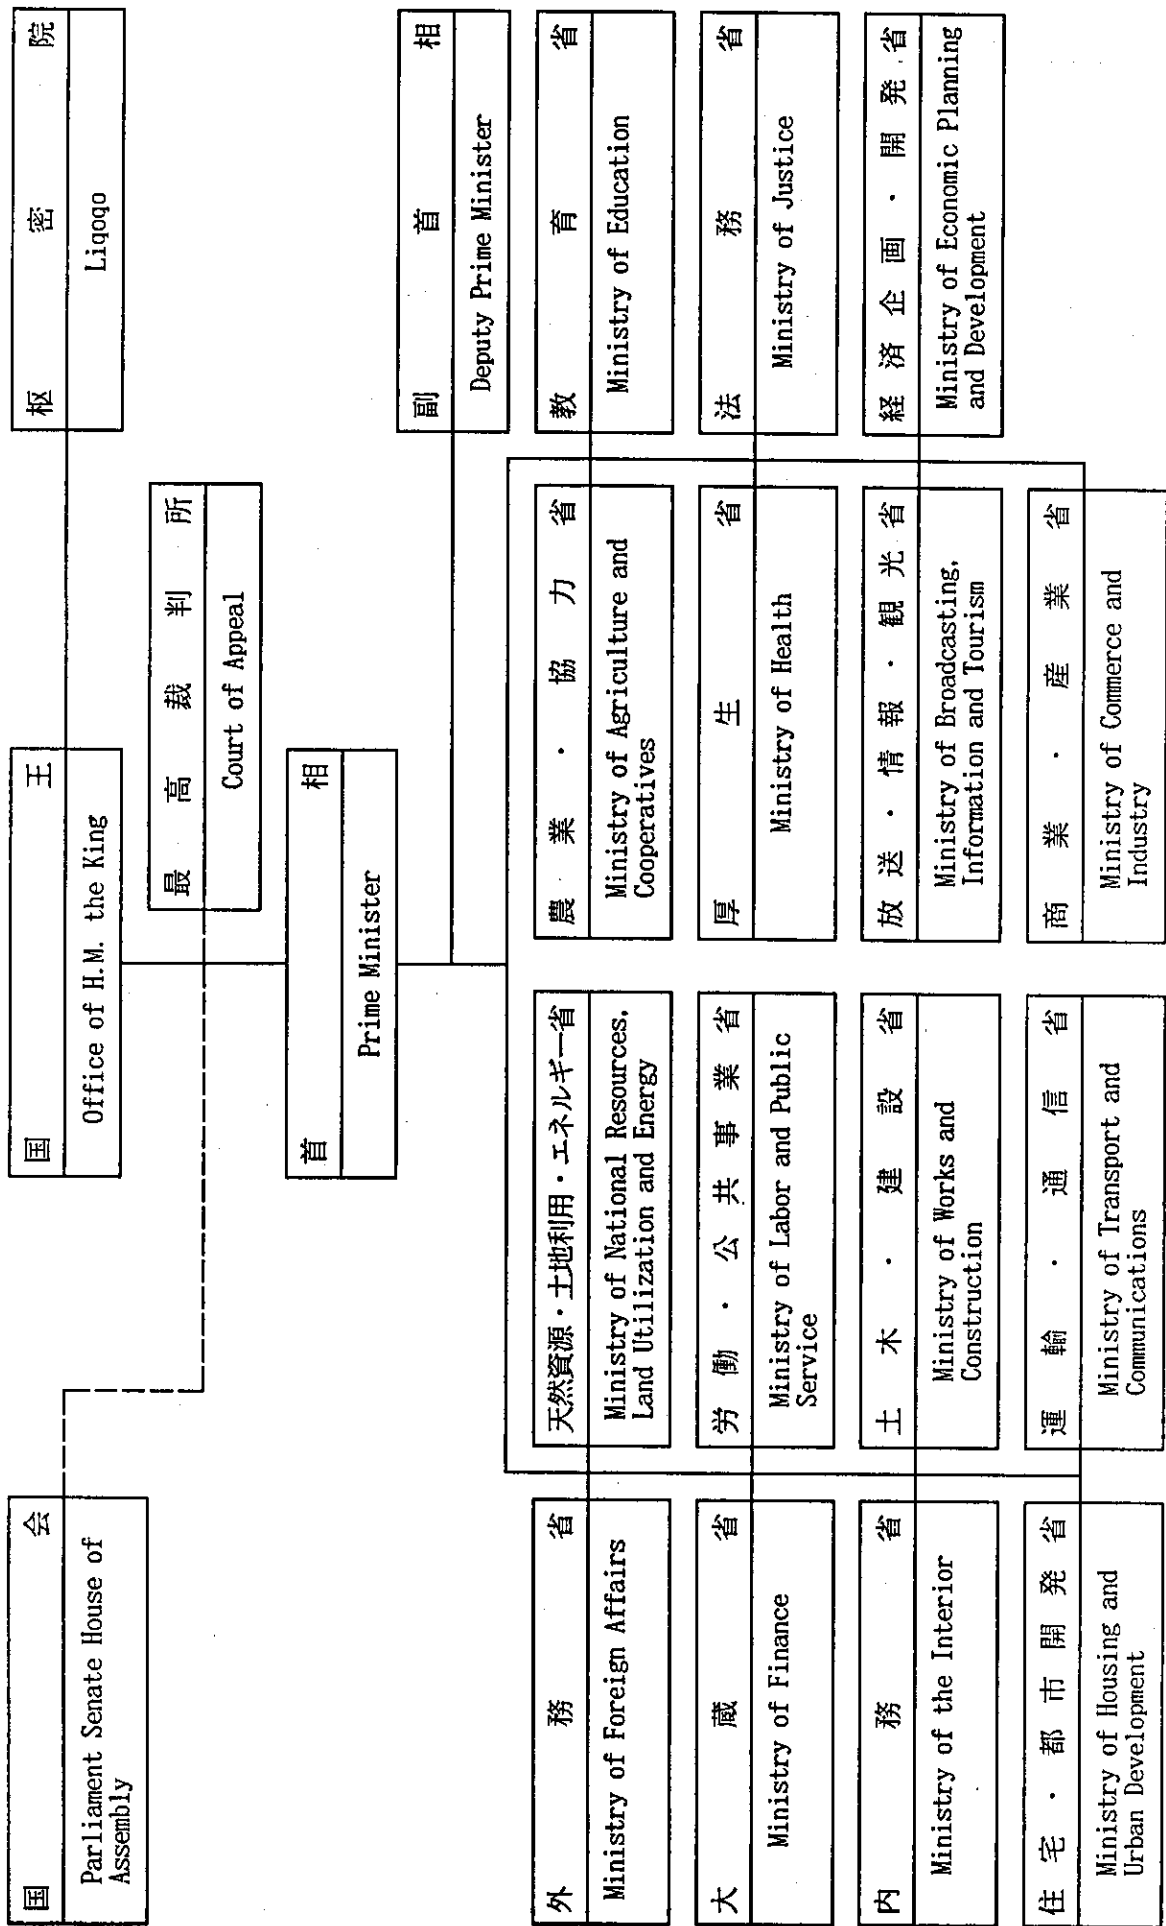 国会
Parliament Senate House of
Assembly
国王
Office of H.M. the King
枢密院
Liqoqo
最高裁判所
Court of Appeal
首相
Prime Minister
副首相
Deputy Prime Minister
外務省
Ministry of Foreign Affairs
天然資源・土地利用・エネルギー省
Ministry of National Resources,
Land Utilization and Energy
農業・協力省
Ministry of Agriculture and
Cooperatives
教育省
Ministry of Education
大蔵省
Ministry of Finance
労働・公共事業省
Ministry of Labor and Public
Service
厚生省
Ministry of Health
法務省
Ministry of Justice
内務省
Ministry of the Interior
土木・建設省
Ministry of Works and
Construction
放送・情報・観光省
Ministry of Broadcasting,
Information and Tourism
経済企画・開発省
Ministry of Economic Planning
and Development
住宅・都市開発省
Ministry of Housing and
Urban Development
運輸・通信省
Ministry of Transport and
Communications
商業・産業省
Ministry of Commerce and
Industry